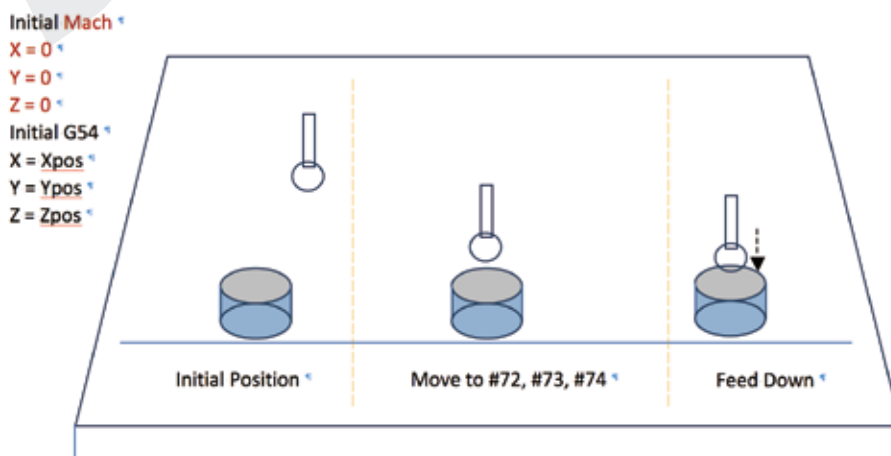 Initial Mach
X = 0
Y = 0
Z = 0
Initial G54
X = Xpos
Y = Ypos
Z = Zpos
Initial Position
Move to #72, #73, #74
Feed Down